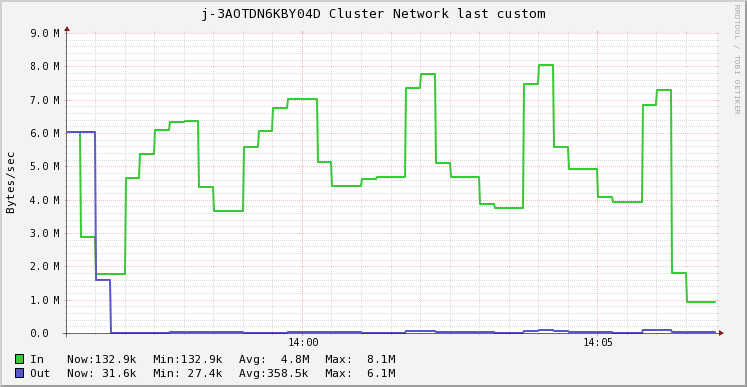 j-3AOTDN6KBY04D Cluster Network last custom
RRDTOOL / TOBI OETIKER
Bytes/sec
9.0 M
8.0 M
7.0 M
6.0 M
5.0 M
4.0 M
3.0 M
2.0 M
1.0 M
0.0
14:00 14:05
In Now:132.9k Min:132.9k Avg: 4.8M Max: 8.1M
Out Now: 31.6k Min: 27.4k Avg:358.5k Max: 6.1M